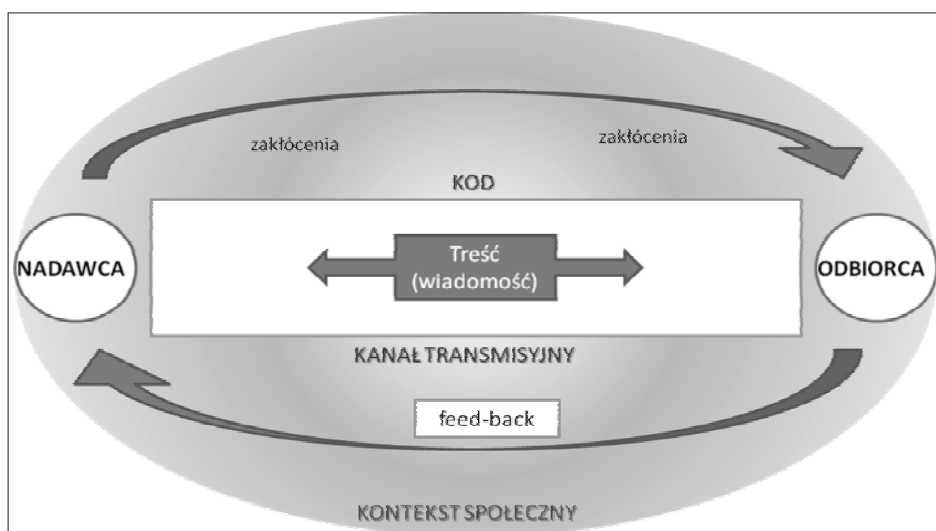 zakłócenia
zakłócenia
KOD
NADAWCA
Treść
(wiadomość)
ODBIORCA
KANAŁ TRANSMISYJNY
feed-back
KONTEKST SPOŁECZNY